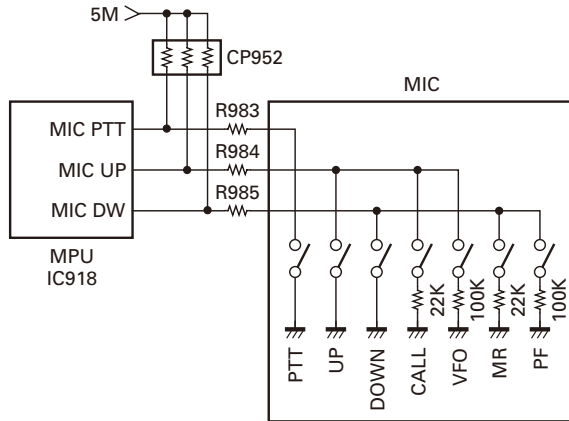 5M
CP952
MIC
R983
MIC PTT
R984
MIC UP
R985
MIC DW
MPU
IC918
22K
100K
22K
100K
PTT
UP
DOWN
CALL
VFO
MR
PF